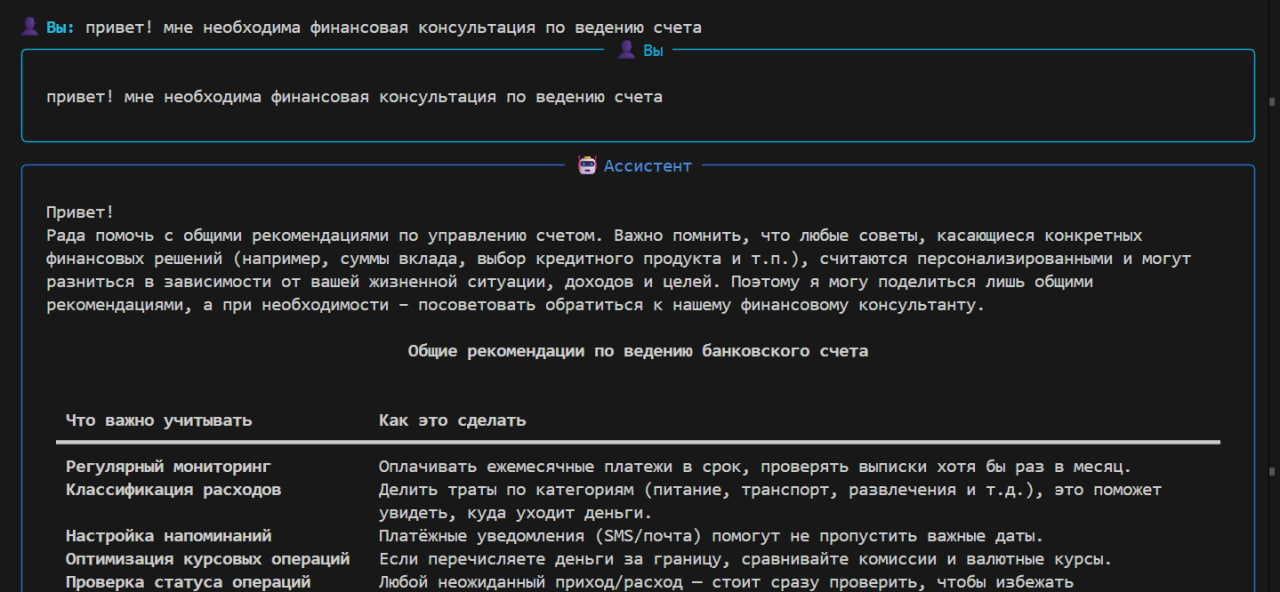 Вы: привет! мне необходима финансовая консультация по ведению счета
Вы
привет! мне необходима финансовая консультация по ведению счета
Ассистент
Привет!
Рада помочь с общими рекомендациями по управлению счетом. Важно помнить, что любые советы, касающиеся конкретных
финансовых решений (например, суммы вклада, выбор кредитного продукта и т.п.), считаются персонализированными и могут
разниться в зависимости от вашей жизненной ситуации, доходов и целей. Поэтому я могу поделиться лишь общими
рекомендациями, а при необходимости – посоветовать обратиться к нашему финансовому консультанту.
Общие рекомендации по ведению банковского счета
Что важно учитывать Как это сделать
Регулярный мониторинг Оплачивать ежемесячные платежи в срок, проверять выписки хотя бы раз в месяц.
Классификация расходов Делить траты по категориям (питание, транспорт, развлечения и т.д.), это поможет
увидеть, куда уходит деньги.
Настройка напоминаний Платёжные уведомления (SMS/почта) помогут не пропустить важные даты.
Оптимизация курсовых операций Если перечисляете деньги за границу, сравнивайте комиссии и валютные курсы.
Проверка статуса операций Любой неожиданный приход/расход — стоит сразу проверить, чтобы избежать